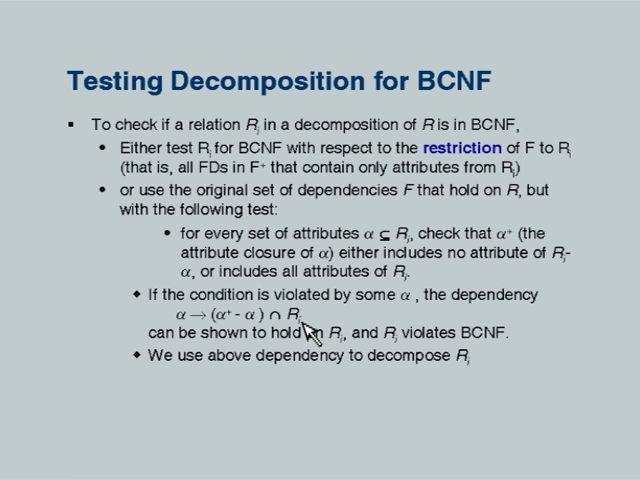 Testing Decomposition for BCNF
▪ To check if a relation Ri in a decomposition of R is in BCNF,
• Either test Ri for BCNF with respect to the restriction of F to Ri
(that is, all FDs in F+ that contain only attributes from Ri)
• or use the original set of dependencies F that hold on R, but
with the following test:
• for every set of attributes α ⊆ Ri, check that α+ (the
attribute closure of α) either includes no attribute of Ri-
α, or includes all attributes of Ri.
◆ If the condition is violated by some α , the dependency
α → (α+ - α ) ∩ Ri
can be shown to hold on Ri, and Ri violates BCNF.
◆ We use above dependency to decompose Ri